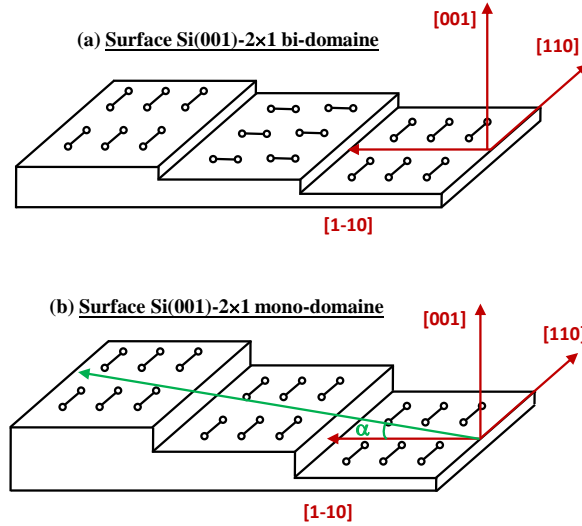 (a) Surface Si(001)-2×1 bi-domaine
[001]
[110]
[1-10]
(b) Surface Si(001)-2×1 mono-domaine
[001]
[110]
α
[1-10]